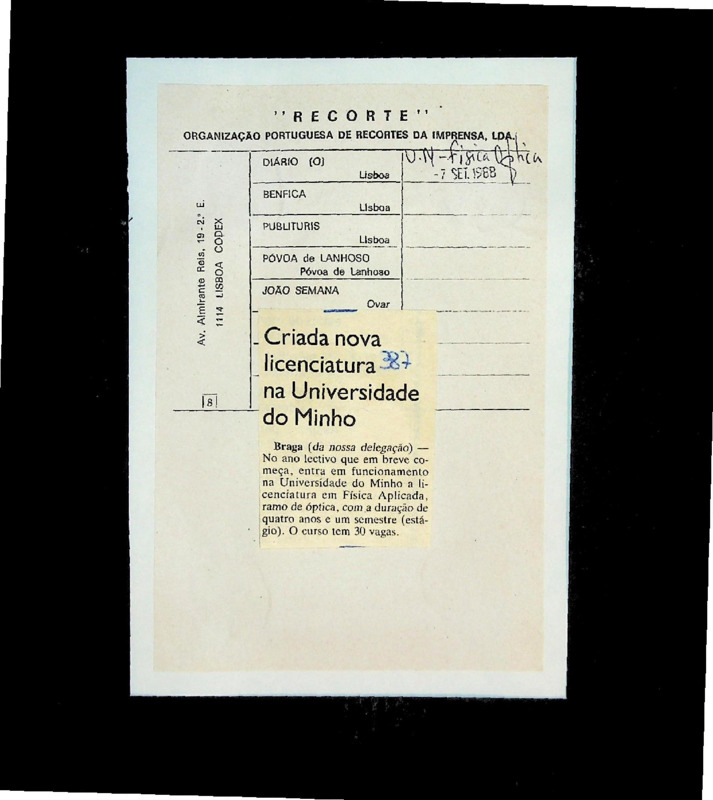 "RECORTE"
ORGANIZAÇÃO PORTUGUESA DE RECORTES DA IMPRENSA, LDA.
U.M - Física Óptica
-7 SET. 1988
DIÁRIO (O)
Lisboa
BENFICA
Lisboa
PUBLITURIS
Lisboa
PÓVOA de LANHOSO
Póvoa de Lanhoso
JOÃO SEMANA
Ovar
Av. Almirante Reis, 19-2.º E.
1114 LISBOA CODEX
8
Criada nova
licenciatura 387
na Universidade
do Minho
Braga (da nossa delegação) —
No ano lectivo que em breve co-
meça, entra em funcionamento
na Universidade do Minho a li-
cenciatura em Física Aplicada,
ramo de óptica, com a duração de
quatro anos e um semestre (está-
gio). O curso tem 30 vagas.